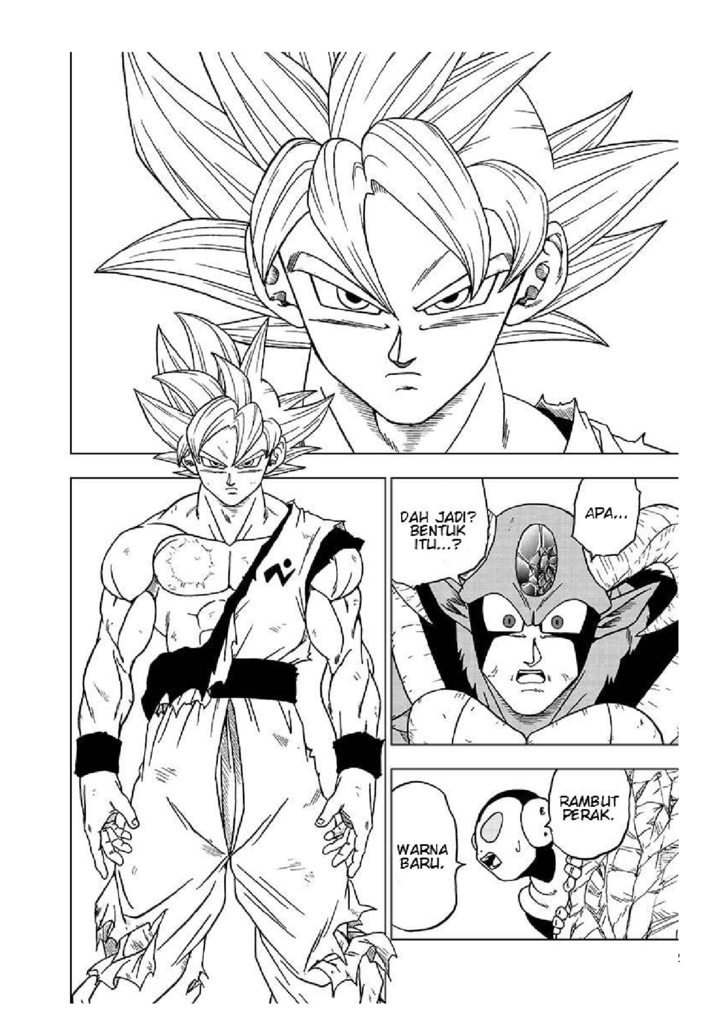 APA...
DAH JADI?
BENTUK
ITU...?
RAMBUT
PERAK.
WARNA
BARU.